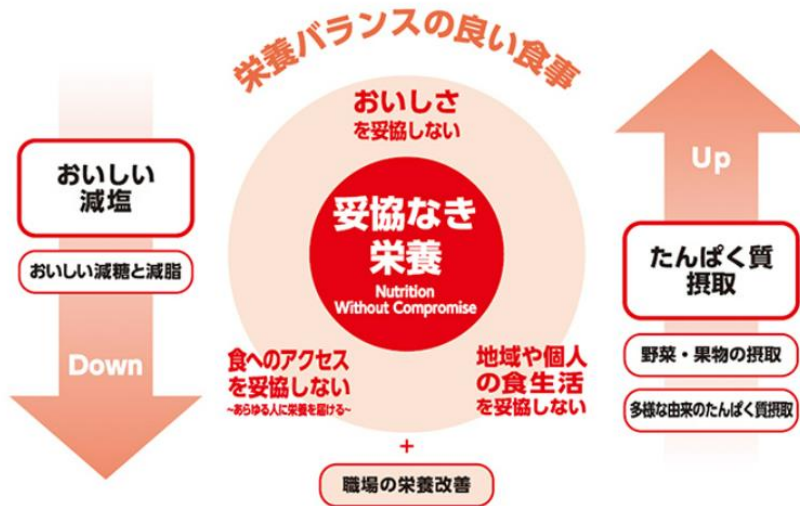 栄養バランスの良い食事
おいしい
減塩
おいしい減糖と減脂
Down
おいしさ
を妥協しない
妥協なき
栄養
Nutrition
Without Compromise
食へのアクセス
を妥協しない
~あらゆる人に栄養を届ける~
地域や個人
の食生活
を妥協しない
+
職場の栄養改善
Up
たんぱく質
摂取
野菜・果物の摂取
多様な由来のたんぱく質摂取